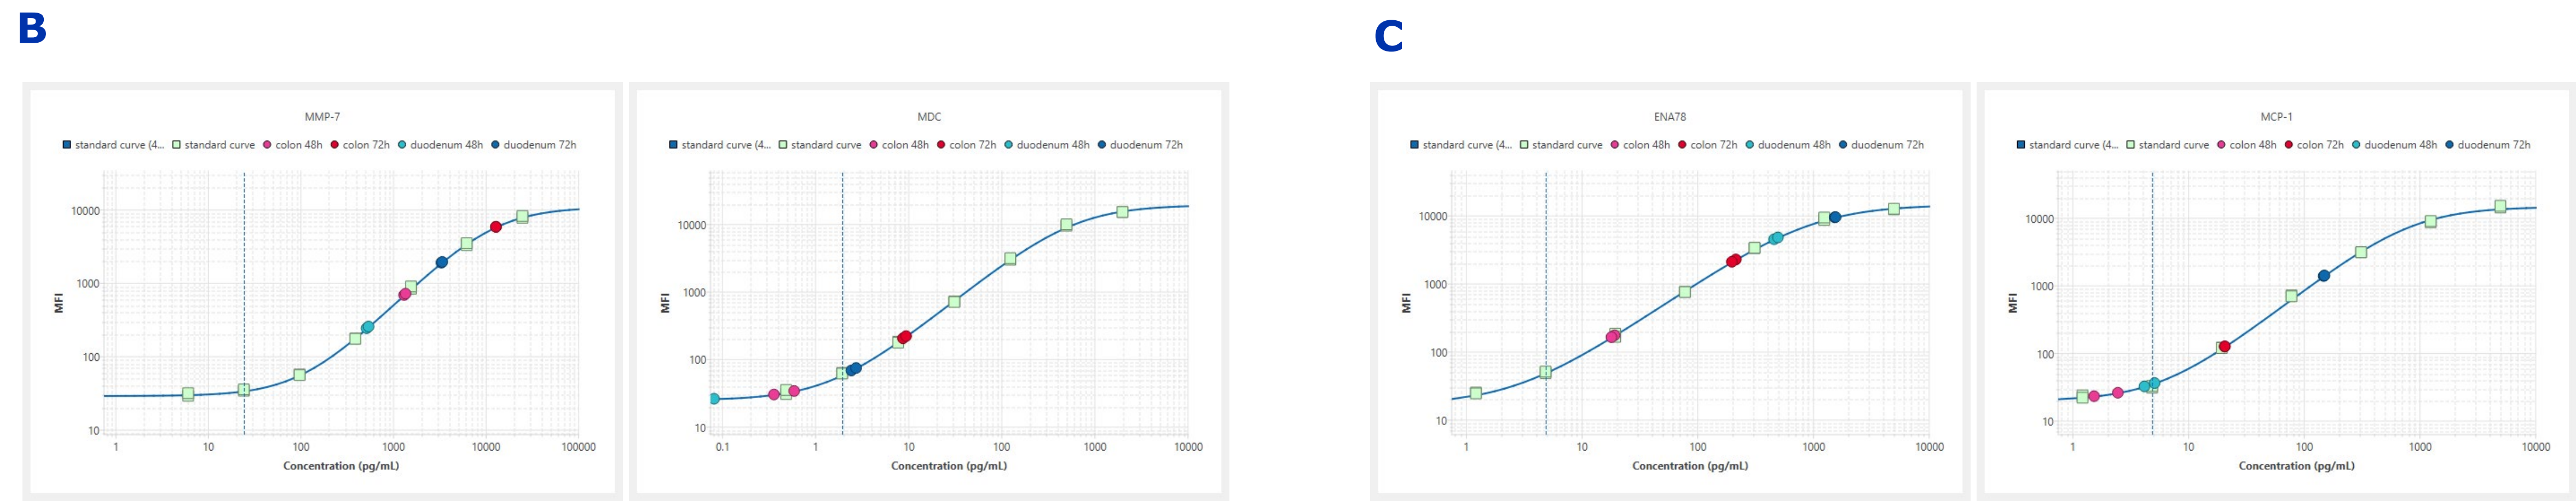 B
C
MMP-7
standard curve (4... standard curve colon 48h colon 72h duodenum 48h duodenum 72h
10000
1000
100
10
MFI
1 10 100 1000 10000 100000
Concentration (pg/mL)
MDC
standard curve (4... standard curve colon 48h colon 72h duodenum 48h duodenum 72h
10000
1000
100
10
MFI
0.1 1 10 100 1000 10000
Concentration (pg/mL)
ENA78
standard curve (4... standard curve colon 48h colon 72h duodenum 48h duodenum 72h
10000
1000
100
10
MFI
1 10 100 1000 10000
Concentration (pg/mL)
MCP-1
standard curve (4... standard curve colon 48h colon 72h duodenum 48h duodenum 72h
10000
1000
100
10
MFI
1 10 100 1000 10000
Concentration (pg/mL)